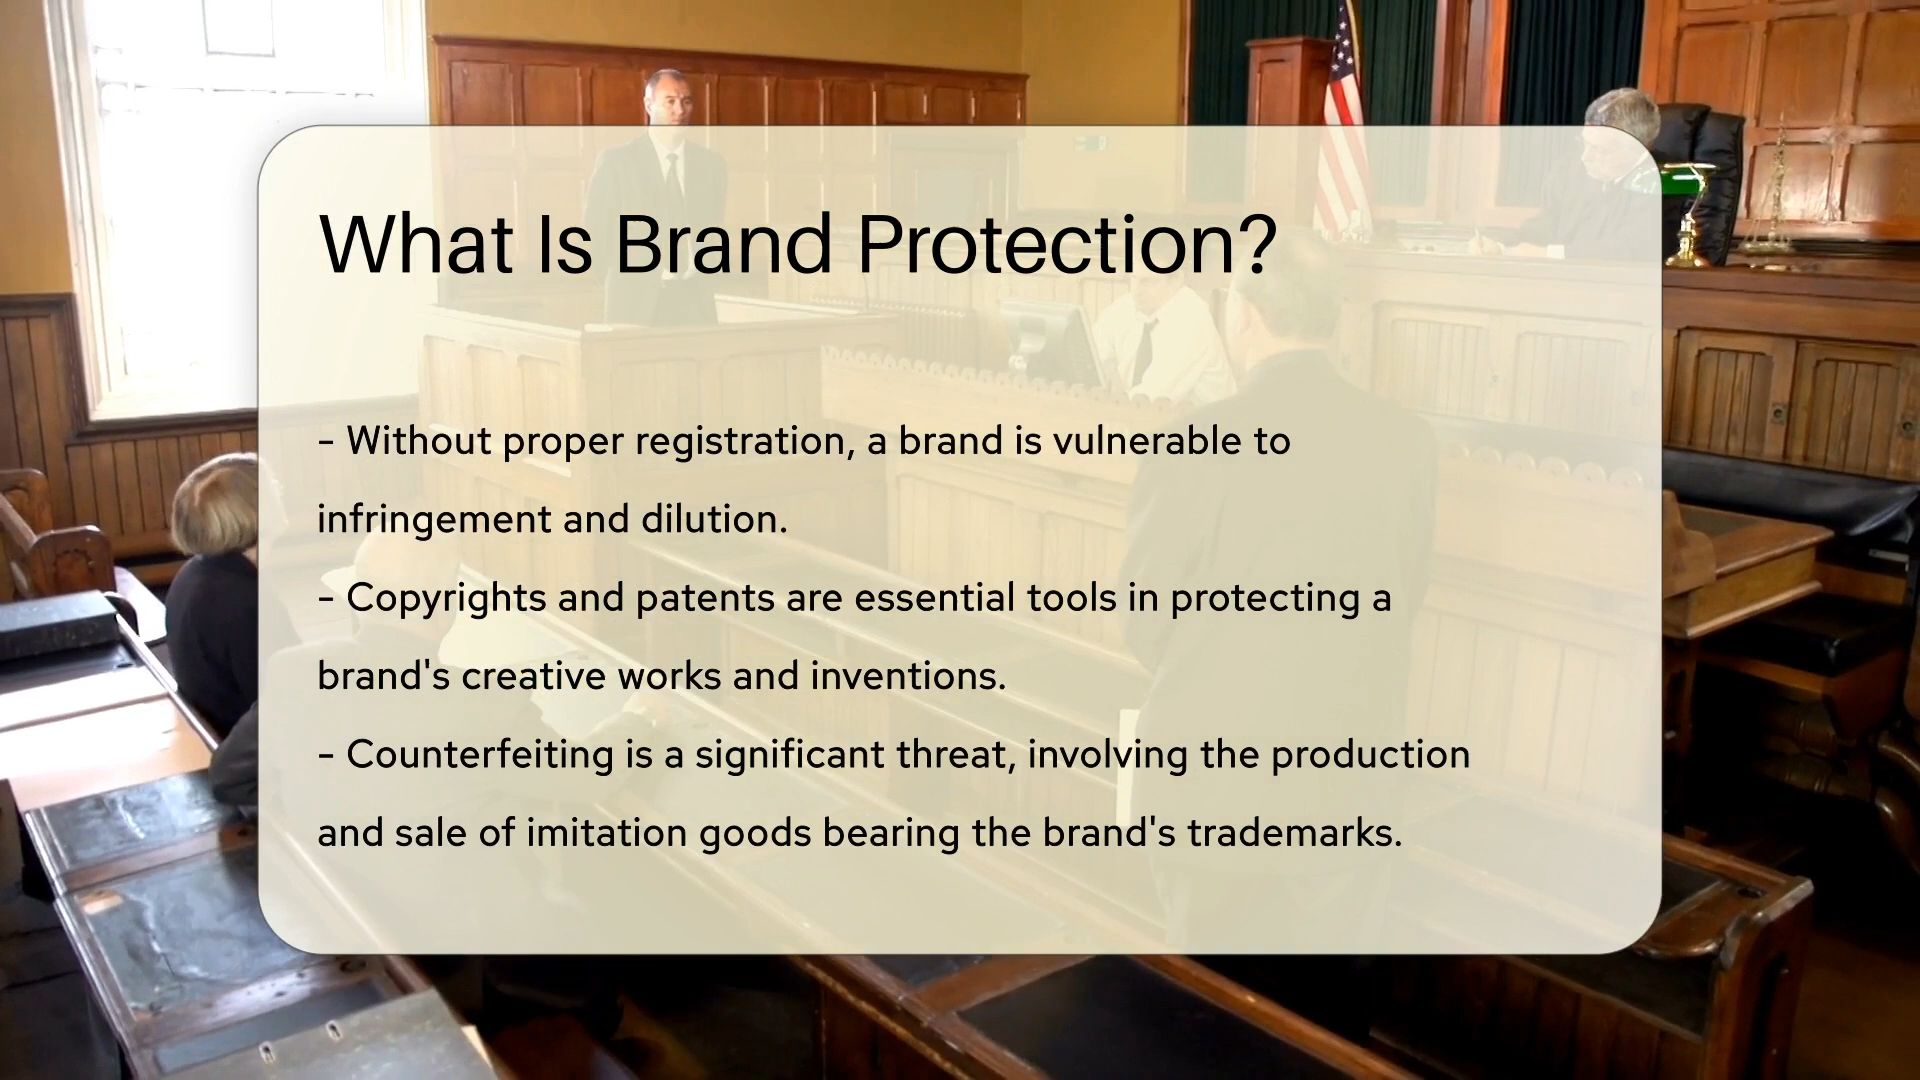 What Is Brand Protection?
- Without proper registration, a brand is vulnerable to
infringement and dilution.
- Copyrights and patents are essential tools in protecting a
brand's creative works and inventions.
- Counterfeiting is a significant threat, involving the production
and sale of imitation goods bearing the brand's trademarks.